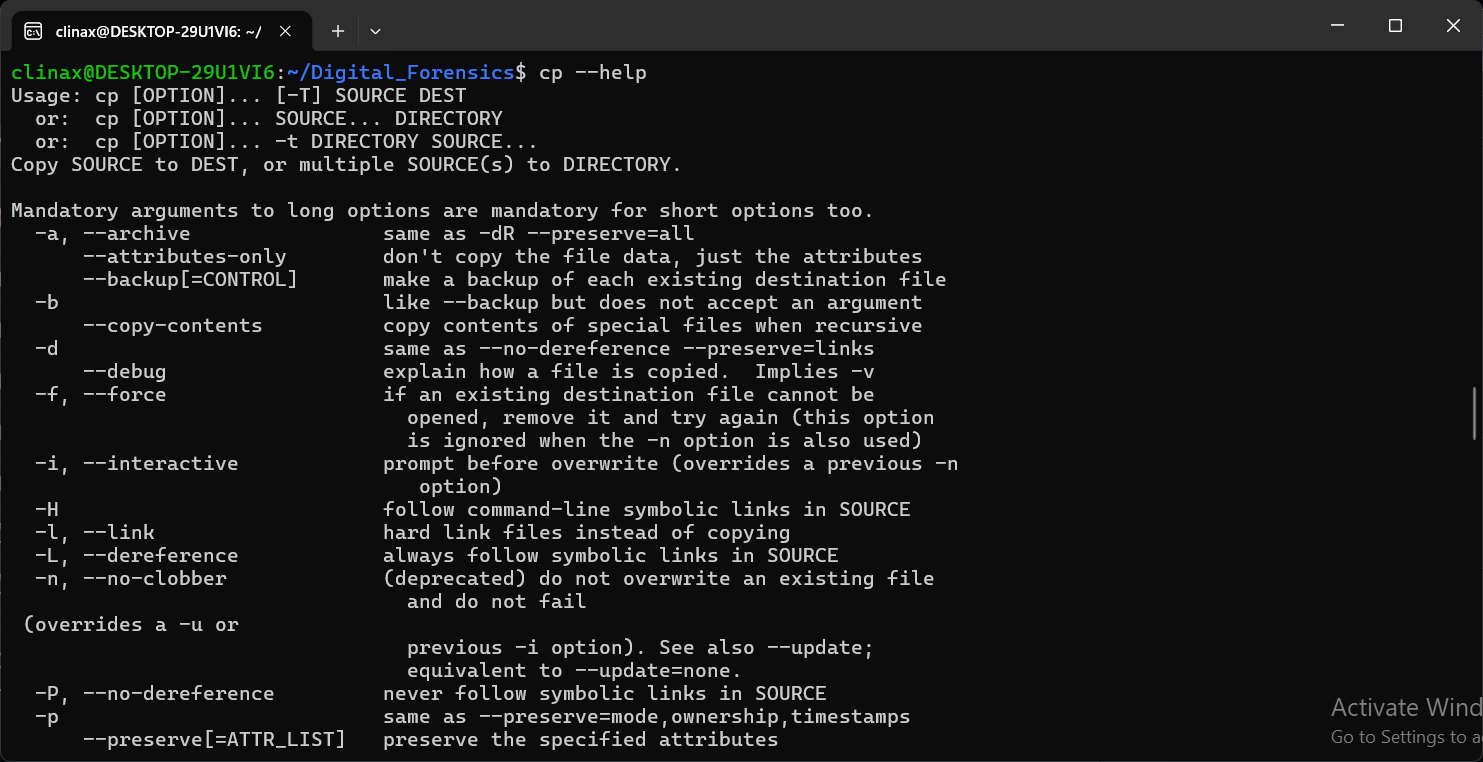 clinax@DESKTOP-29U1VI6: ~/
clinax@DESKTOP-29U1VI6:~/Digital_Forensics$ cp --help
Usage: cp [OPTION]... [-T] SOURCE DEST
  or:  cp [OPTION]... SOURCE... DIRECTORY
  or:  cp [OPTION]... -t DIRECTORY SOURCE...
Copy SOURCE to DEST, or multiple SOURCE(s) to DIRECTORY.

Mandatory arguments to long options are mandatory for short options too.
  -a, --archive                same as -dR --preserve=all
      --attributes-only        don't copy the file data, just the attributes
      --backup[=CONTROL]       make a backup of each existing destination file
  -b                           like --backup but does not accept an argument
      --copy-contents          copy contents of special files when recursive
  -d                           same as --no-dereference --preserve=links
      --debug                  explain how a file is copied.  Implies -v
  -f, --force                  if an existing destination file cannot be
                                 opened, remove it and try again (this option
                                 is ignored when the -n option is also used)
  -i, --interactive            prompt before overwrite (overrides a previous -n
                                  option)
  -H                           follow command-line symbolic links in SOURCE
  -l, --link                   hard link files instead of copying
  -L, --dereference            always follow symbolic links in SOURCE
  -n, --no-clobber             (deprecated) do not overwrite an existing file
                                 and do not fail
 (overrides a -u or
                                 previous -i option). See also --update;
                                 equivalent to --update=none.
  -P, --no-dereference         never follow symbolic links in SOURCE
  -p                           same as --preserve=mode,ownership,timestamps
      --preserve[=ATTR_LIST]   preserve the specified attributes
Activate Wind
Go to Settings to a